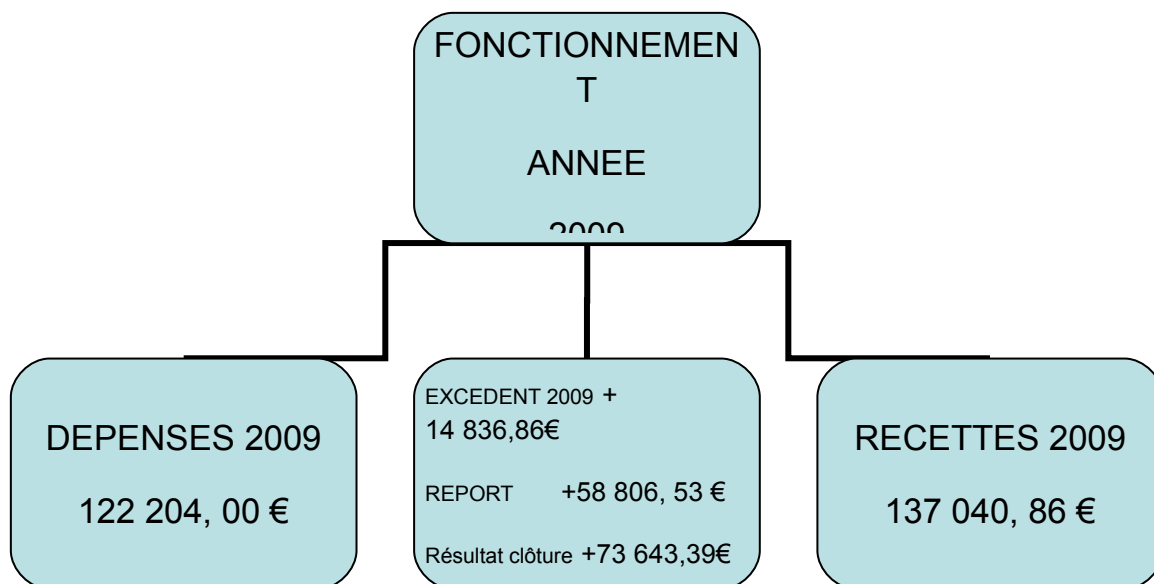 FONCTIONNEMEN
T
ANNEE
2009
DEPENSES 2009
122 204, 00 €
EXCEDENT 2009 +
14 836,86€
REPORT +58 806, 53 €
Résultat clôture +73 643,39€
RECETTES 2009
137 040, 86 €